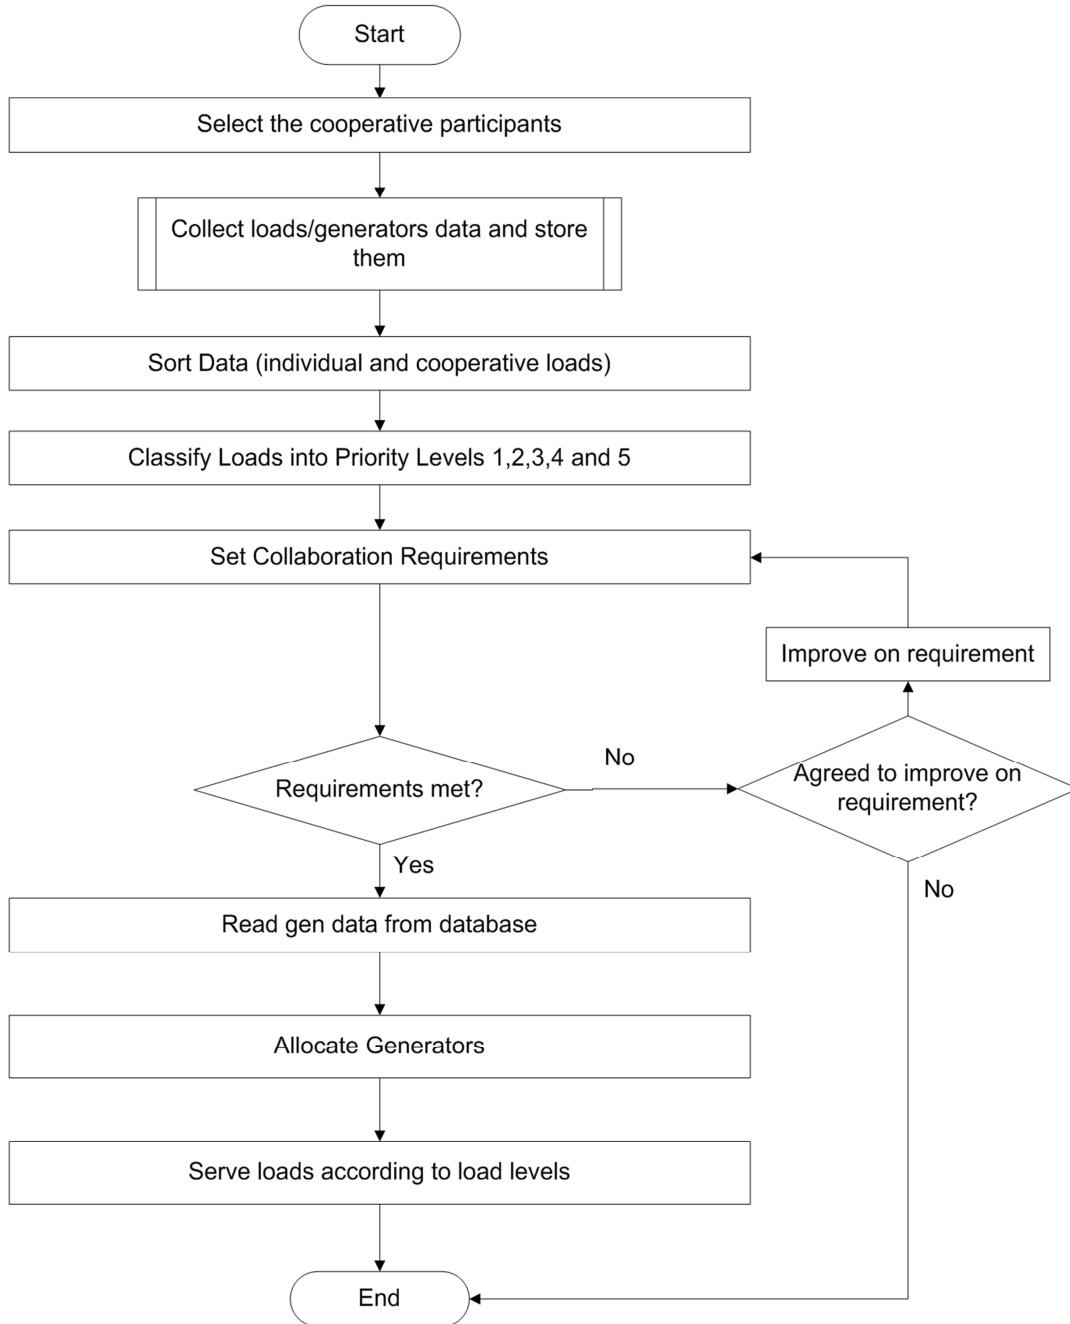 Start
Select the cooperative participants
Collect loads/generators data and store
them
Sort Data (individual and cooperative loads)
Classify Loads into Priority Levels 1,2,3,4 and 5
Set Collaboration Requirements
Improve on requirement
No
Requirements met?
Agreed to improve on
requirement?
Yes
No
Read gen data from database
Allocate Generators
Serve loads according to load levels
End